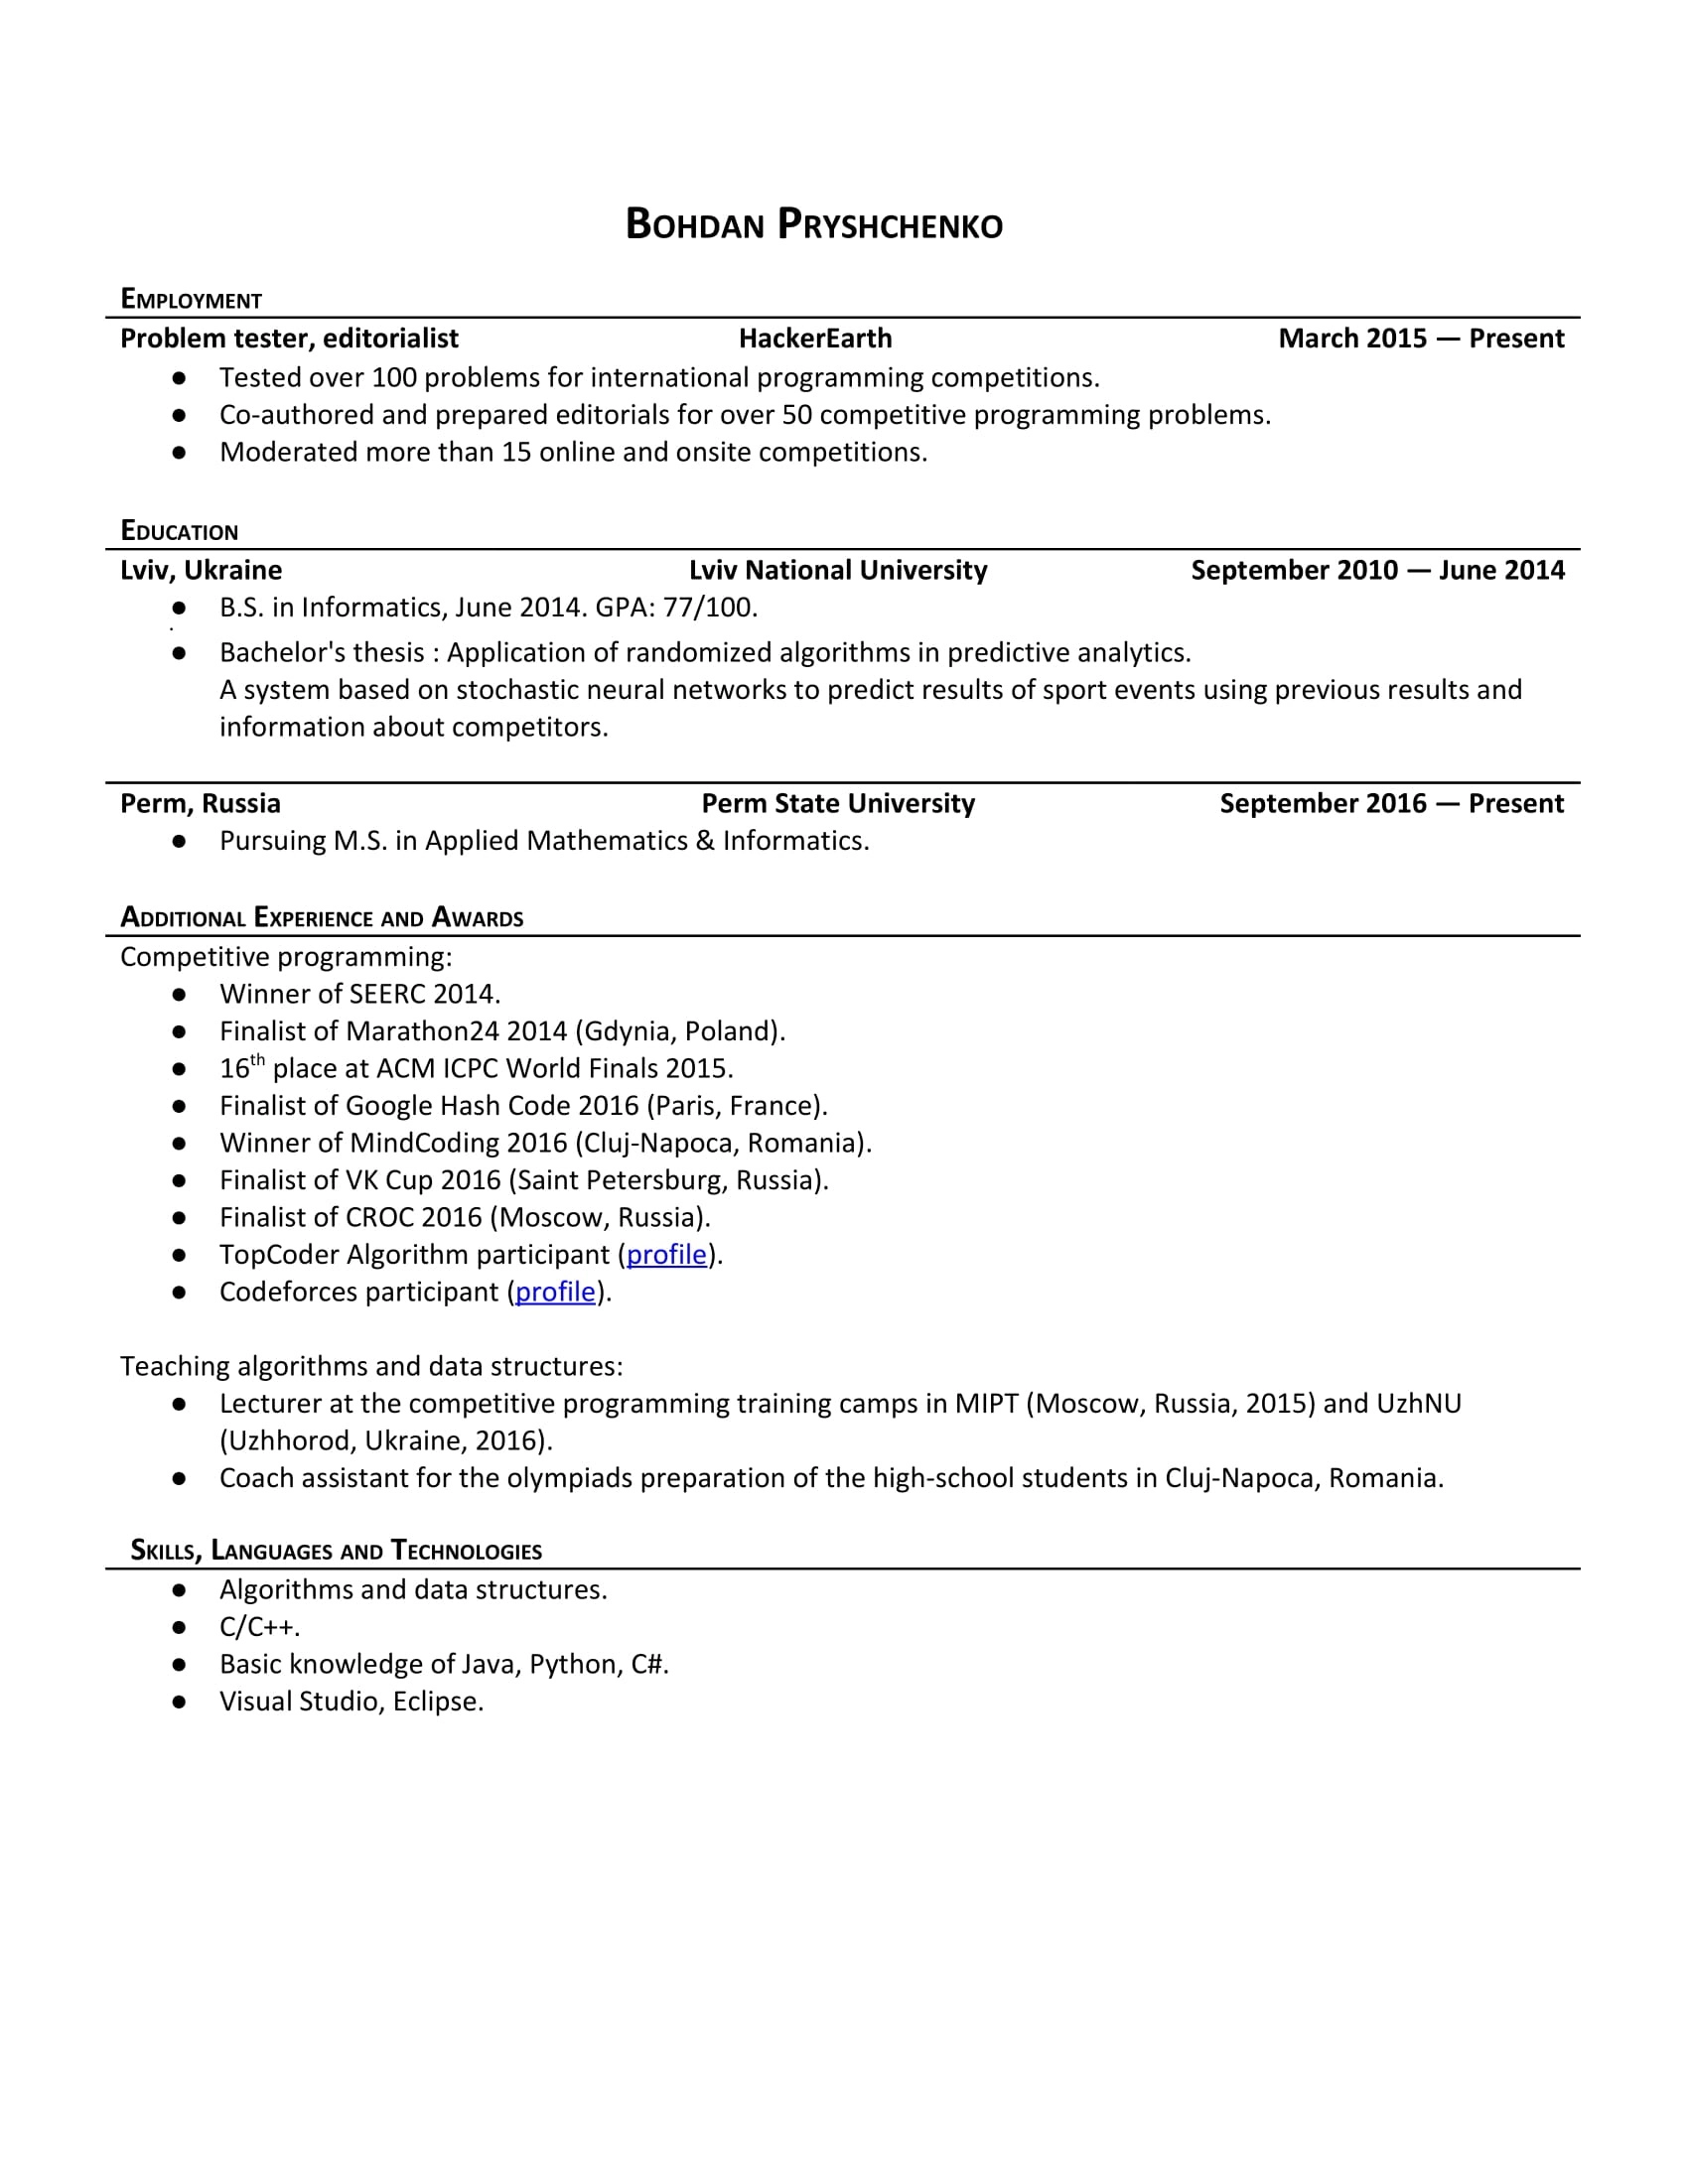 Bohdan Pryshchenko
Employment
Problem tester, editorialist HackerEarth March 2015 — Present
● Tested over 100 problems for international programming competitions.
● Co-authored and prepared editorials for over 50 competitive programming problems.
● Moderated more than 15 online and onsite competitions.
Education
Lviv, Ukraine Lviv National University September 2010 — June 2014
● B.S. in Informatics, June 2014. GPA: 77/100.
● Bachelor's thesis : Application of randomized algorithms in predictive analytics.
A system based on stochastic neural networks to predict results of sport events using previous results and
information about competitors.
Perm, Russia Perm State University September 2016 — Present
● Pursuing M.S. in Applied Mathematics & Informatics.
Additional Experience and Awards
Competitive programming:
● Winner of SEERC 2014.
● Finalist of Marathon24 2014 (Gdynia, Poland).
● 16th place at ACM ICPC World Finals 2015.
● Finalist of Google Hash Code 2016 (Paris, France).
● Winner of MindCoding 2016 (Cluj-Napoca, Romania).
● Finalist of VK Cup 2016 (Saint Petersburg, Russia).
● Finalist of CROC 2016 (Moscow, Russia).
● TopCoder Algorithm participant (profile).
● Codeforces participant (profile).
Teaching algorithms and data structures:
● Lecturer at the competitive programming training camps in MIPT (Moscow, Russia, 2015) and UzhNU
(Uzhhorod, Ukraine, 2016).
● Coach assistant for the olympiads preparation of the high-school students in Cluj-Napoca, Romania.
Skills, Languages and Technologies
● Algorithms and data structures.
● C/C++.
● Basic knowledge of Java, Python, C#.
● Visual Studio, Eclipse.